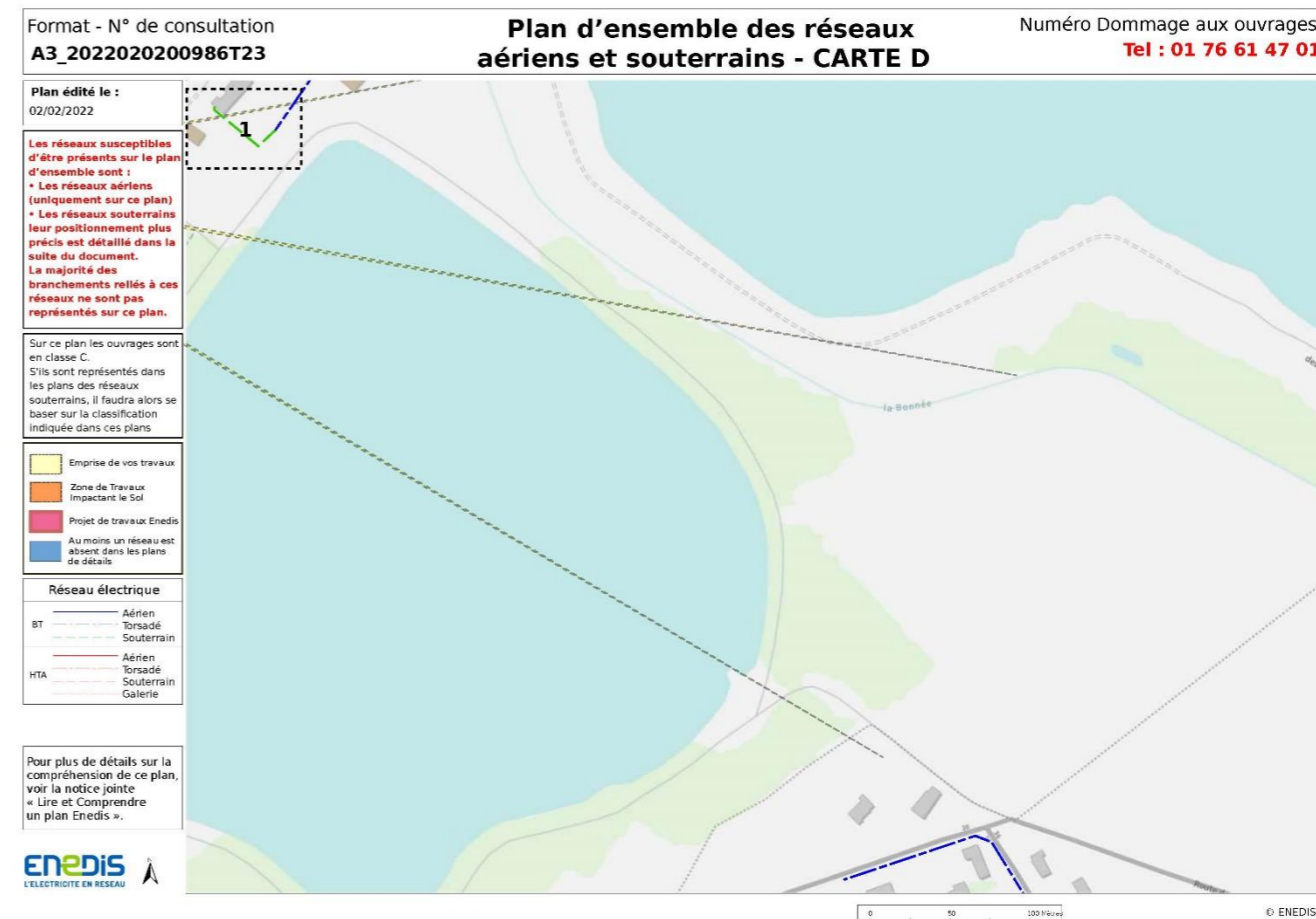 Format - N° de consultation
A3_2022020200986T23
Plan d’ensemble des réseaux
aériens et souterrains - CARTE D
Numéro Dommage aux ouvrages
Tel : 01 76 61 47 01
Plan édité le :
02/02/2022
Les réseaux susceptibles
d’être présents sur le plan
d’ensemble sont :
• Les réseaux aériens
(uniquement sur ce plan)
• Les réseaux souterrains
leur positionnement plus
précis est détaillé dans la
suite du document.
La majorité des
branchements reliés à ces
réseaux ne sont pas
représentés sur ce plan.
Sur ce plan les ouvrages sont
en classe C.
S'ils sont représentés dans
les plans des réseaux
souterrains, il faudra alors se
baser sur la classification
indiquée dans ces plans
Emprise de vos travaux
Zone de Travaux
Impactant le Sol
Projet de travaux Enedis
Au moins un réseau est
absent dans les plans
de détails
Réseau électrique
BT
Aérien
Torsadé
Souterrain
HTA
Aérien
Torsadé
Souterrain
Galerie
Pour plus de détails sur la
compréhension de ce plan,
voir la notice jointe
« Lire et Comprendre
un plan Enedis ».
ENEDIS
L'ELECTRICITE EN RESEAU
1
la Bonnée
Route
0 50 100 Mètres
© ENEDIS